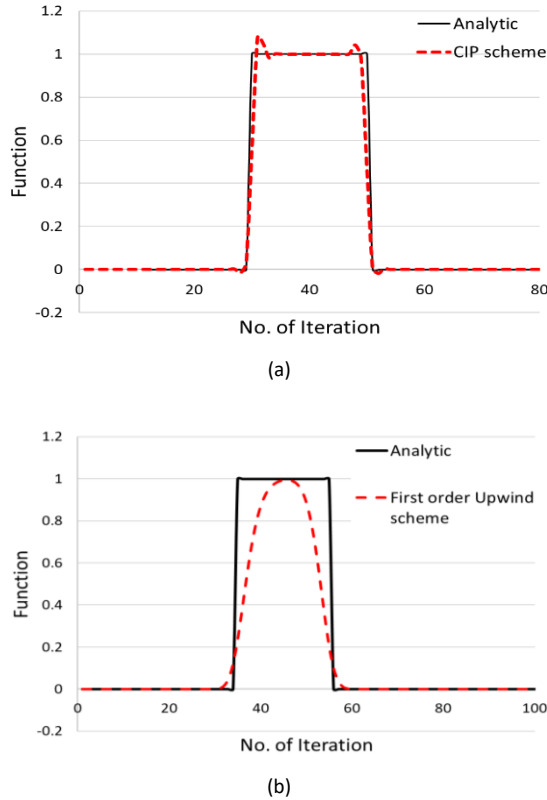 1.2
Analytic
CIP scheme
1
0.8
0.6
0.4
0.2
0
0
20
40
60
80
-0.2
Function
No. of Iteration
(a)
1.2
Analytic
1
First order Upwind
scheme
0.8
0.6
0.4
0.2
0
0
20
40
60
80
100
-0.2
Function
No. of Iteration
(b)